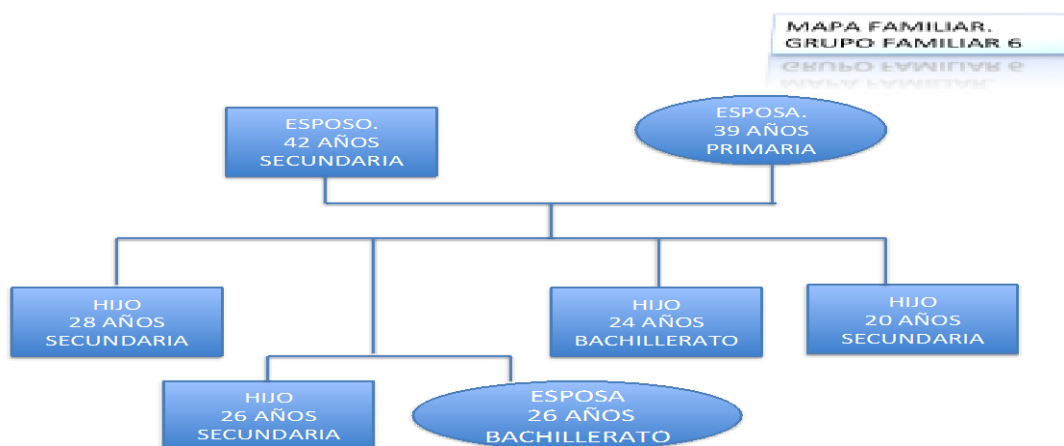 MAPA FAMILIAR.
GRUPO FAMILIAR 6
ESPOSO.
42 AÑOS
SECUNDARIA
ESPOSA.
39 AÑOS
PRIMARIA
HIJO
28 AÑOS
SECUNDARIA
HIJO
24 AÑOS
BACHILLERATO
HIJO
20 AÑOS
SECUNDARIA
HIJO
26 AÑOS
SECUNDARIA
ESPOSA
26 AÑOS
BACHILLERATO